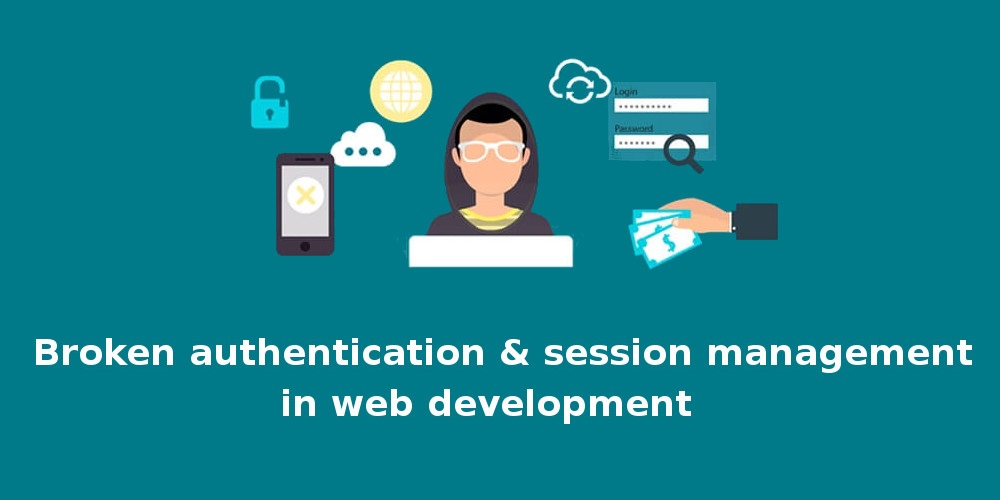 Login
Password
Broken authentication & session management
in web development